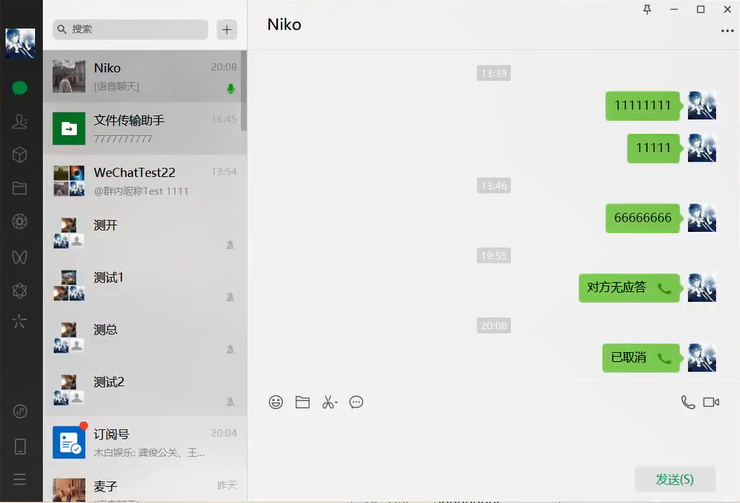 搜索
Niko
20:08
[语音聊天]
文件传输助手
16:45
7777777777
WeChatTest22
13:54
@群内昵称Test 1111
测开
测试1
测总
测试2
订阅号
20:04
木白娱乐: 龚俊公关、王...
麦子
昨天
Niko
13:39
11111111
11111
13:46
66666666
19:55
对方无应答
20:08
已取消
发送(S)